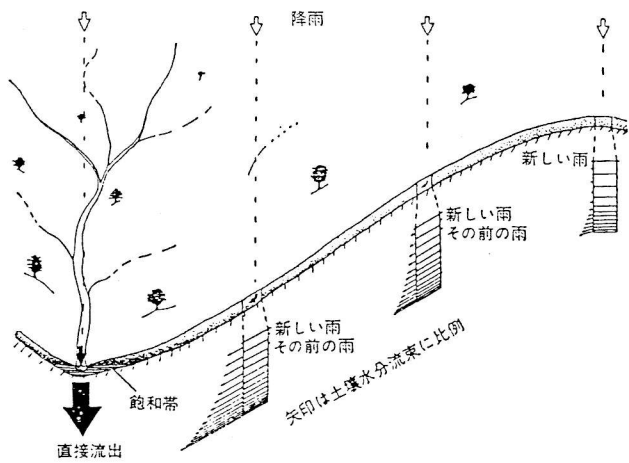 降雨
新しい雨
新しい雨
その前の雨
新しい雨
その前の雨
矢印は土壌水分流束に比例
飽和帯
直接流出